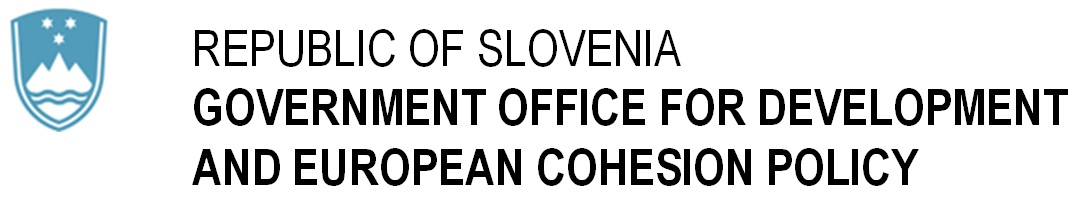 REPUBLIC OF SLOVENIA
GOVERNMENT OFFICE FOR DEVELOPMENT
AND EUROPEAN COHESION POLICY